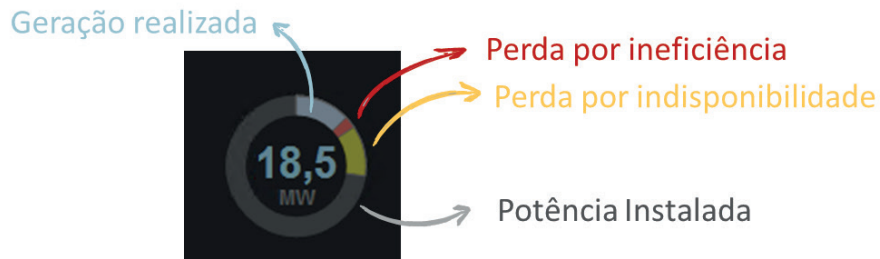 Geração realizada
Perda por ineficiência
Perda por indisponibilidade
18,5
MW
Potência Instalada